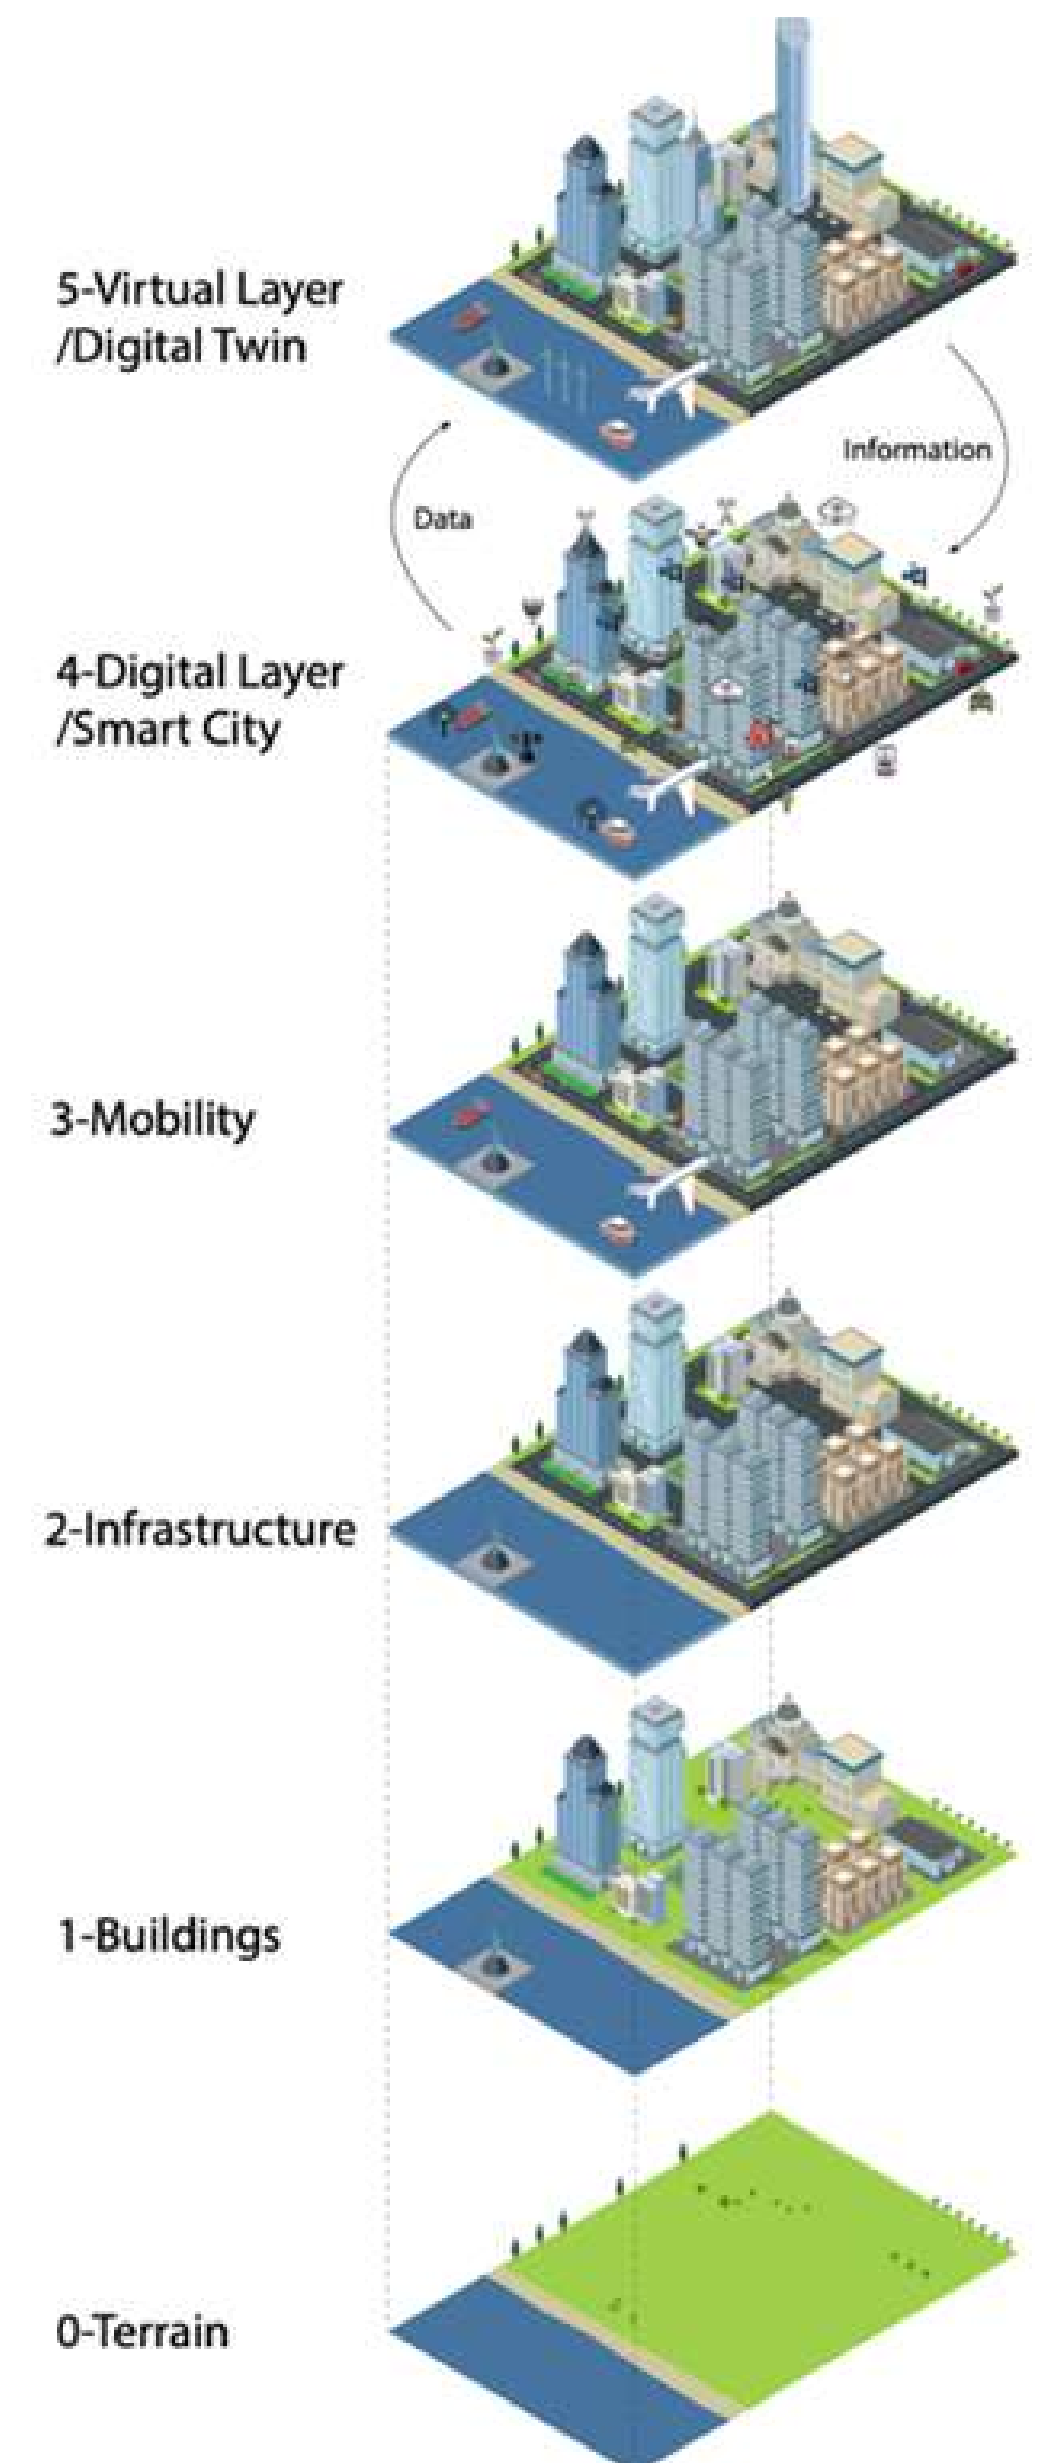 5-Virtual Layer
/Digital Twin
Information
Data
4-Digital Layer
/Smart City
3-Mobility
2-Infrastructure
1-Buildings
0-Terrain